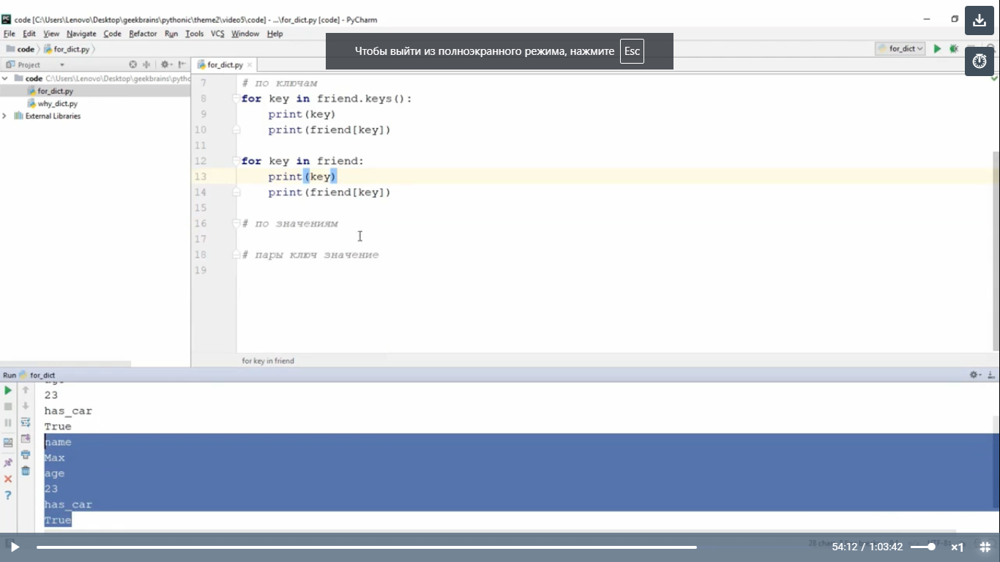 code [C:\Users\Lenovo\Desktop\geekbrains\pythonic\theme2\video5\code] - ...\for_dict.py [code] - PyCharm
File Edit View Navigate Code Refactor Run Tools VCS Window Help
Чтобы выйти из полноэкранного режима, нажмите Esc
code for_dict.py
for_dict
Project
for_dict.py
code C:\Users\Lenovo\Desktop\geekbrains\pytho
for_dict.py
why_dict.py
External Libraries
7 # по ключам
8 for key in friend.keys():
9 print(key)
10 print(friend[key])
11
12 for key in friend:
13 print(key)
14 print(friend[key])
15
16 # по значениям
17
18 # пары ключ значение
19
for key in friend
Run for_dict
age
23
has_car
True
name
Max
age
23
has_car
True
54:12 / 1:03:42 ×1